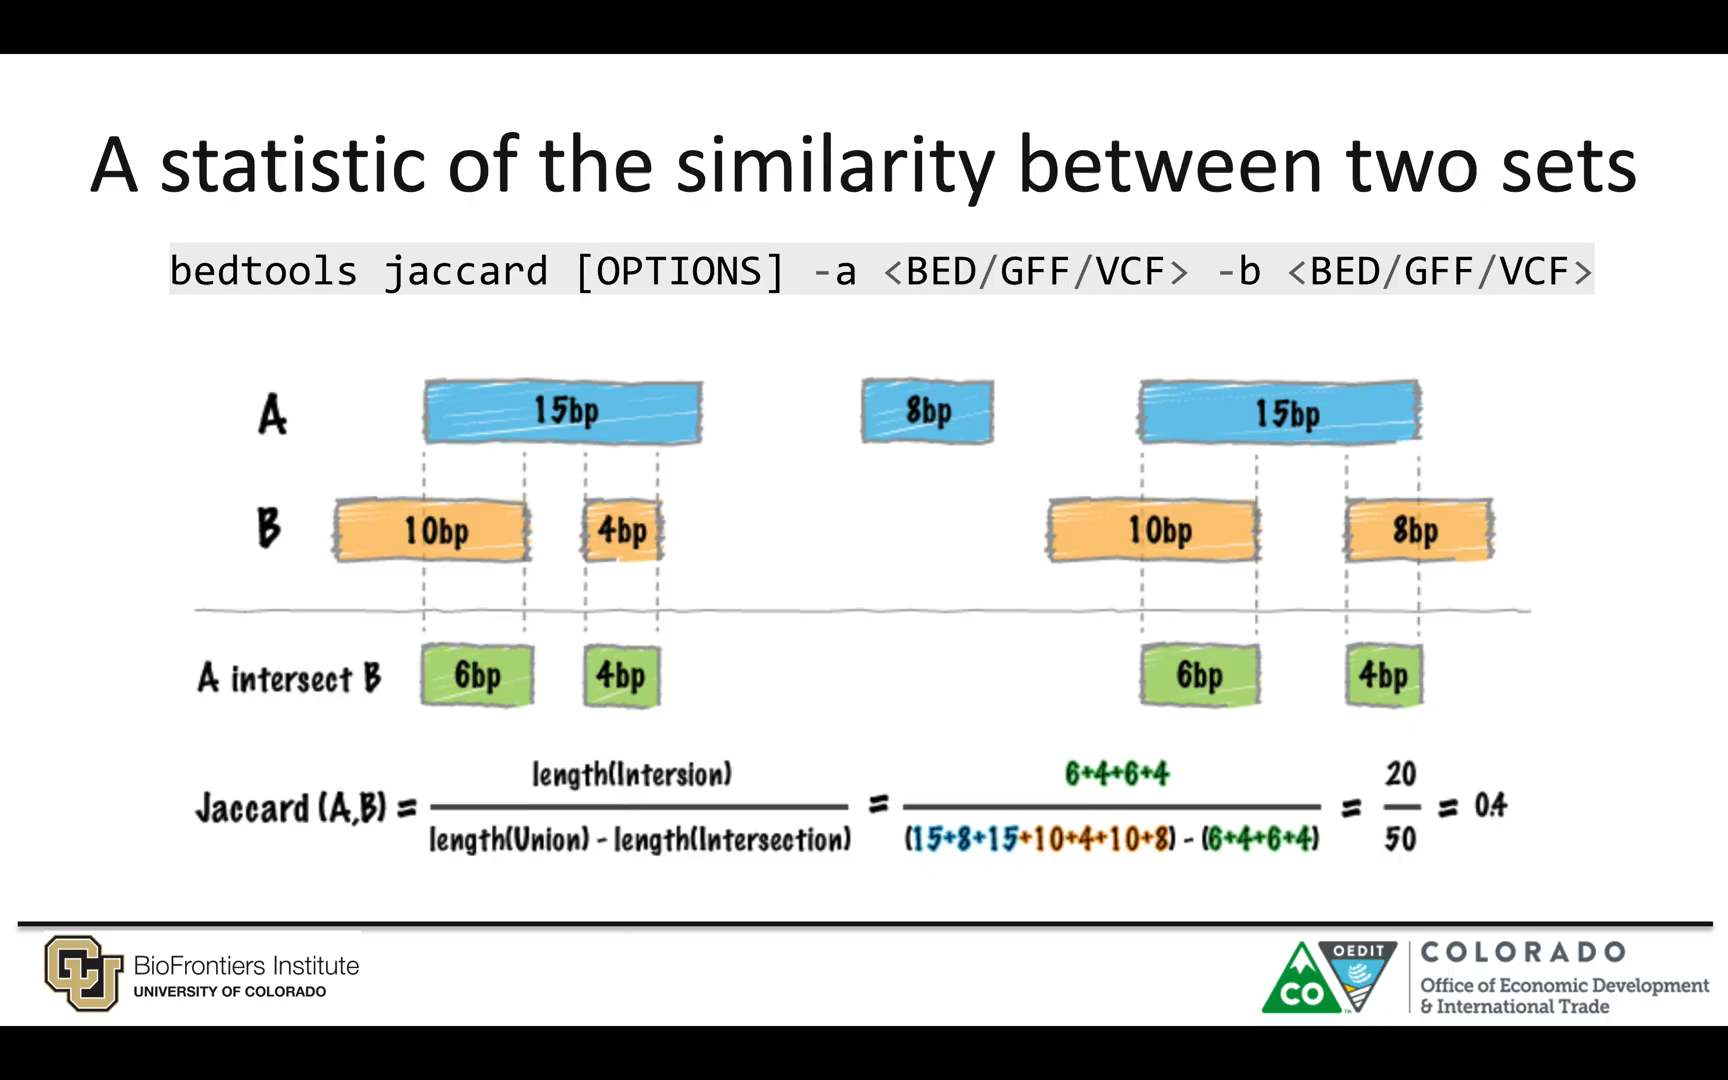 A statistic of the similarity between two sets
bedtools jaccard [OPTIONS] -a <BED/GFF/VCF> -b <BED/GFF/VCF>
A 15bp 8bp 15bp
B 10bp 4bp 10bp 8bp
A intersect B 6bp 4bp 6bp 4bp
length(Intersion) 6+4+6+4 20
Jaccard (A,B) = = = = 0.4
length(Union) - length(Intersection) (15+8+15+10+4+10+8) - (6+4+6+4) 50
CU BioFrontiers Institute
UNIVERSITY OF COLORADO
CO TM OEDIT COLORADO
Office of Economic Development
& International Trade